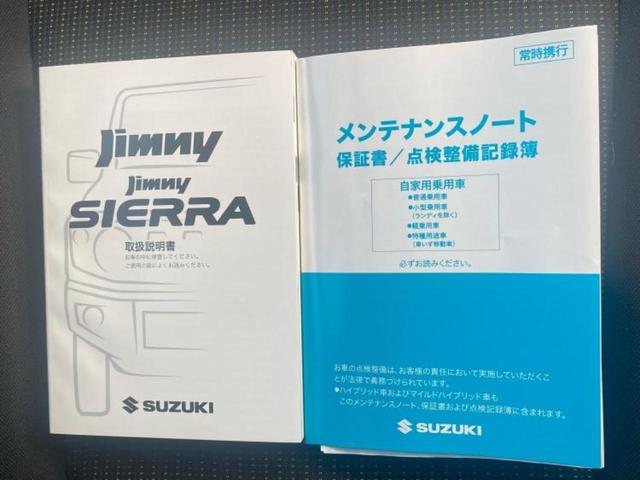 Jimny
Jimny
SIERRA
取扱説明書
お車の中に保管してください。
ご使用の前によくお読みください。
SUZUKI
常時携行
メンテナンスノート
保証書/点検整備記録簿
自家用乗用車
●普通乗用車
●小型乗用車
(ランディを除く)
●軽乗用車
●特種用途車
(車いす移動車)
必ずお読みください。
お車の点検整備は、お客様の責任において実施していただくこ
とが法律で義務づけられています。
●ハイブリッド車およびマイルドハイブリッド車も
このメンテナンスノート、保証書および点検記録簿に含まれます。
SUZUKI